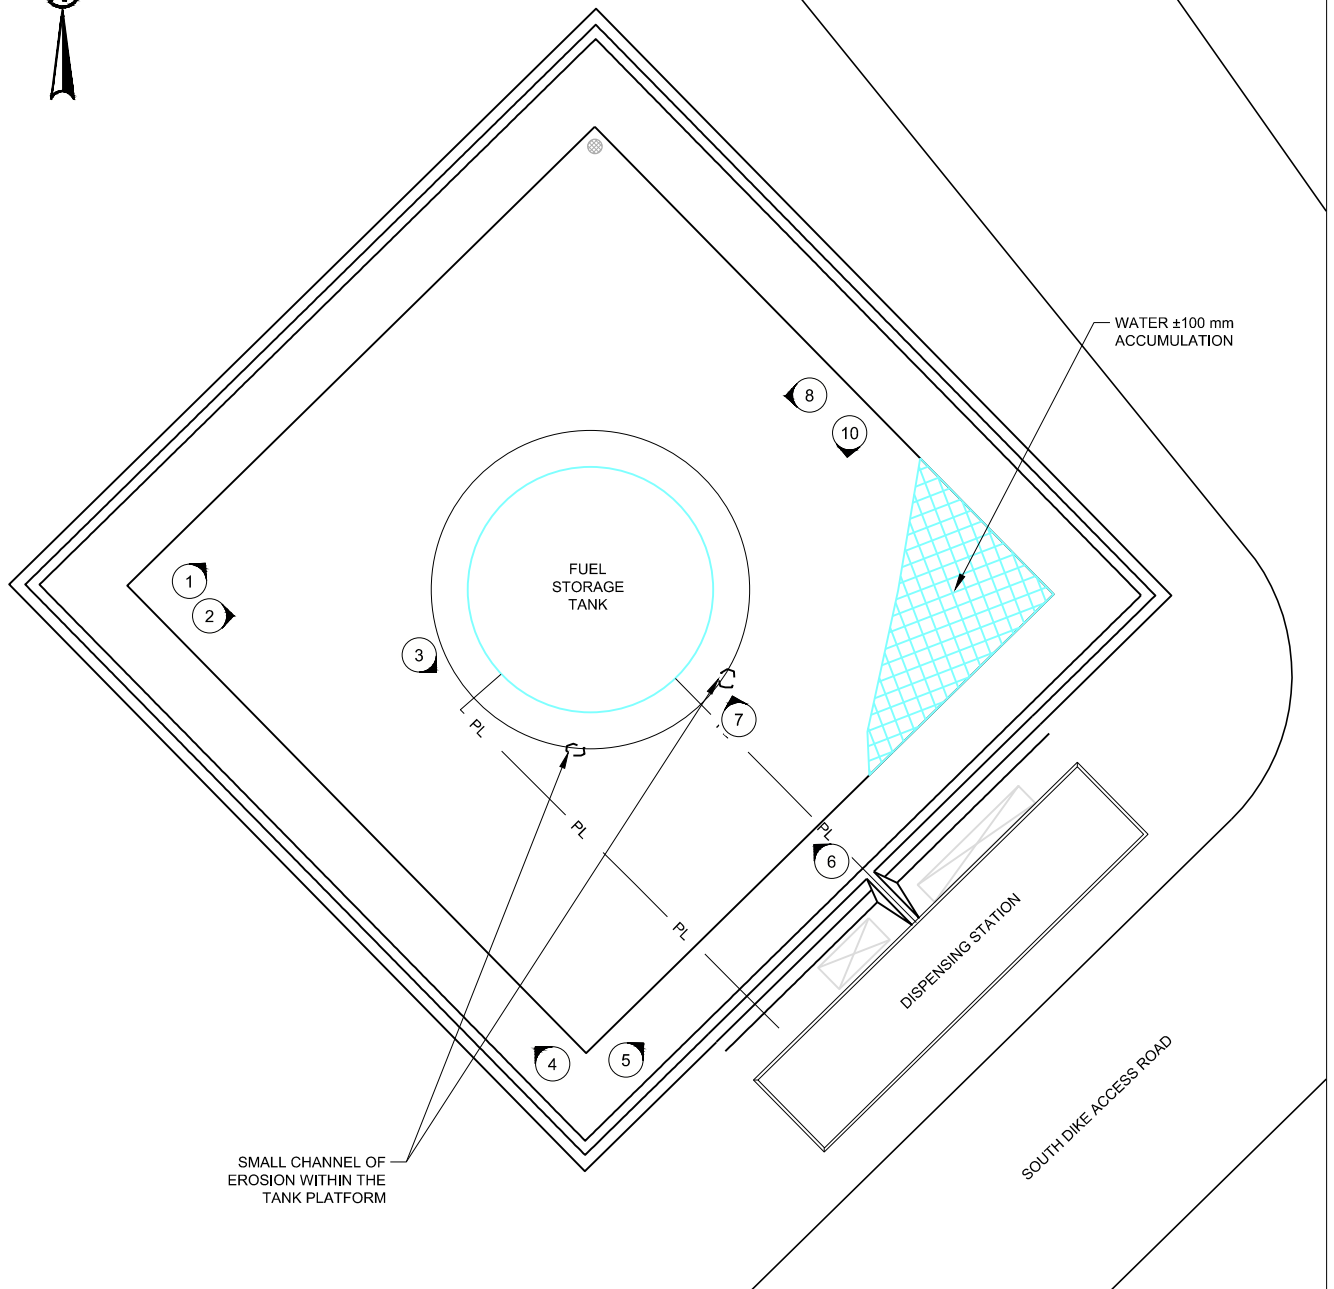 WATER ±100 mm
ACCUMULATION
8
10
FUEL
STORAGE
TANK
1
2
3
7
PL
PL
PL
PL
6
DISPENSING STATION
4
5
SOUTH DIKE ACCESS ROAD
SMALL CHANNEL OF
EROSION WITHIN THE
TANK PLATFORM